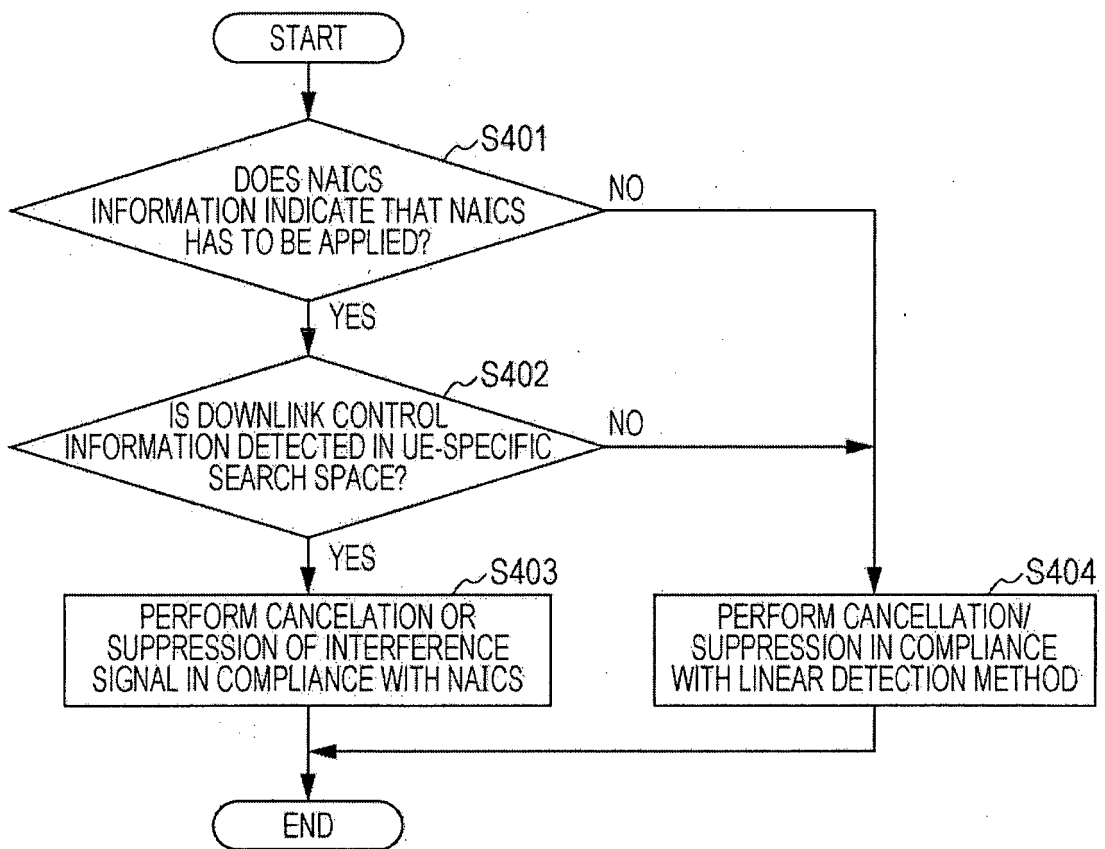 START
S401
DOES NAICS
INFORMATION INDICATE THAT NAICS
HAS TO BE APPLIED?
NO
YES
S402
IS DOWNLINK CONTROL
INFORMATION DETECTED IN UE-SPECIFIC
SEARCH SPACE?
NO
YES
S403
PERFORM CANCELATION OR
SUPPRESSION OF INTERFERENCE
SIGNAL IN COMPLIANCE WITH NAICS
S404
PERFORM CANCELLATION/
SUPPRESSION IN COMPLIANCE
WITH LINEAR DETECTION METHOD
END